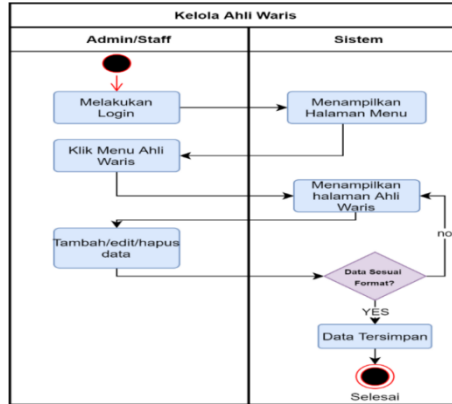 Kelola Ahli Waris
Admin/Staff
Sistem
Melakukan
Login
Menampilkan
Halaman Menu
Klik Menu Ahli
Waris
Menampilkan
halaman Ahli
Waris
Tambah/edit/hapus
data
Data Sesuai
Format?
no
YES
Data Tersimpan
Selesai